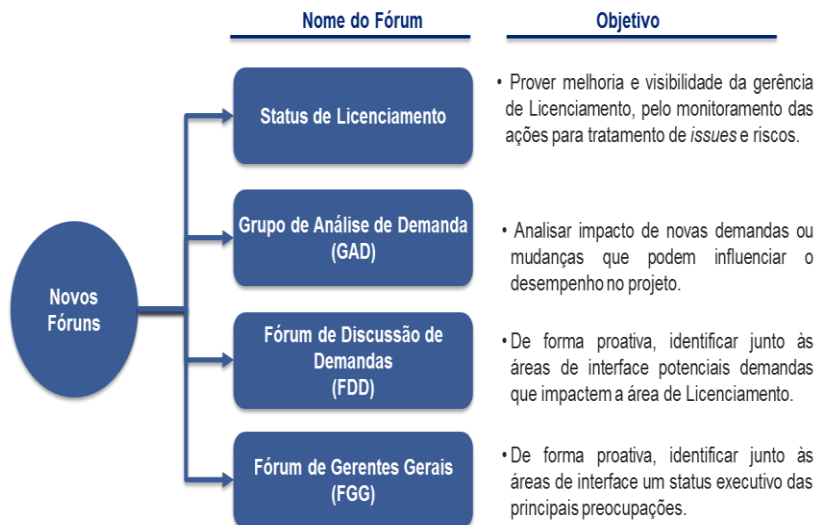 Nome do Fórum
Objetivo
Novos
Fóruns
Status de Licenciamento
• Prover melhoria e visibilidade da gerência
de Licenciamento, pelo monitoramento das
ações para tratamento de issues e riscos.
Grupo de Análise de Demanda
(GAD)
• Analisar impacto de novas demandas ou
mudanças que podem influenciar o
desempenho no projeto.
Fórum de Discussão de
Demandas
(FDD)
• De forma proativa, identificar junto às
áreas de interface potenciais demandas
que impactem a área de Licenciamento.
Fórum de Gerentes Gerais
(FGG)
• De forma proativa, identificar junto às
áreas de interface um status executivo das
principais preocupações.